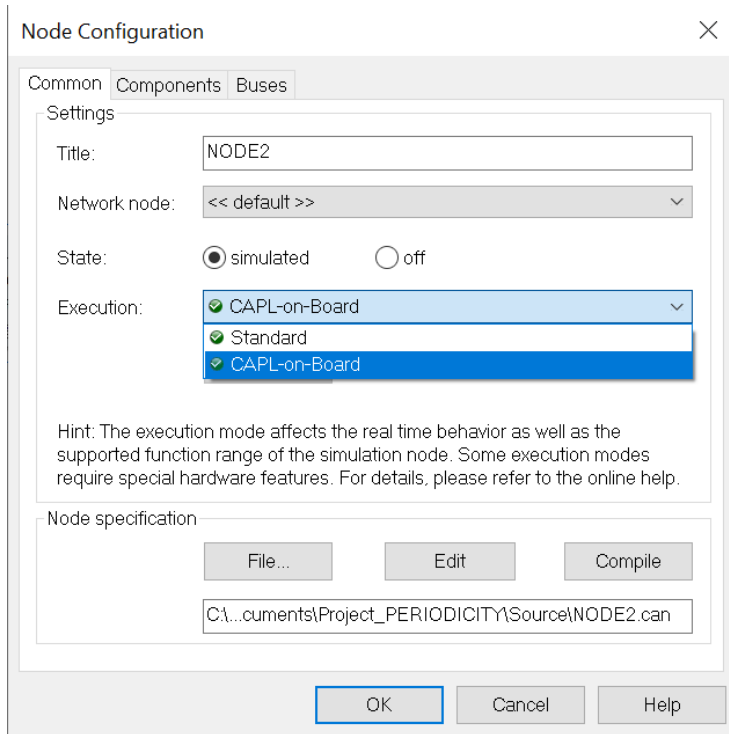 Node Configuration
Common Components Buses
Settings
Title: NODE2
Network node: << default >>
State: simulated off
Execution: CAPL-on-Board
Standard
CAPL-on-Board
Hint: The execution mode affects the real time behavior as well as the
supported function range of the simulation node. Some execution modes
require special hardware features. For details, please refer to the online help.
Node specification
File... Edit Compile
C:\...cuments\Project_PERIODICITY\Source\NODE2.can
OK Cancel Help